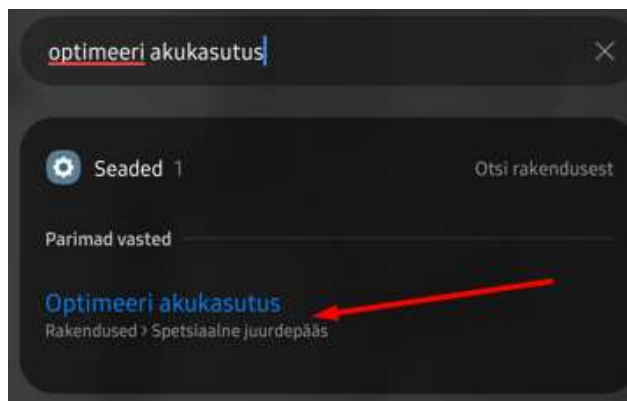 optimeeri akukasutus
Seaded 1
Otsi rakendusest
Parimad vasted
Optimeeri akukasutus
Rakendused > Spetsiaalne juurdepääs